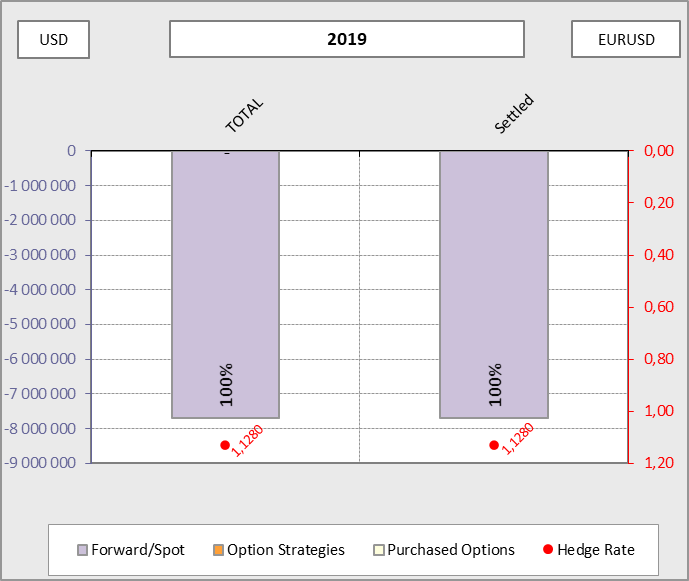 USD 2019 EURUSD
TOTAL Settled
0 0,00
-1 000 000 0,20
-2 000 000 0,40
-3 000 000 0,60
-4 000 000 0,80
-5 000 000 1,00
-6 000 000 1,20
-7 000 000
-8 000 000
-9 000 000
100% 100%
1,1280 1,1280
Forward/Spot Option Strategies Purchased Options Hedge Rate